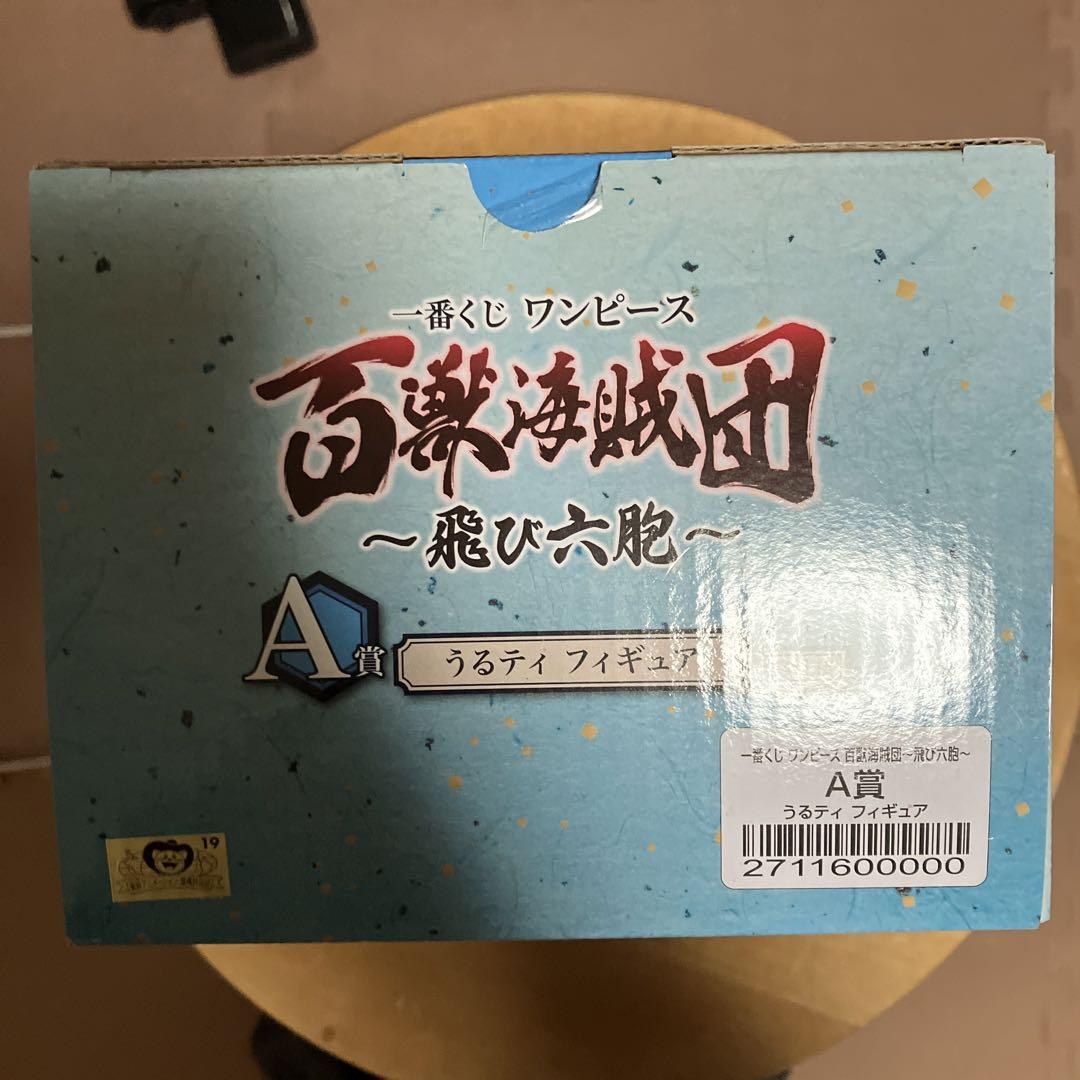 一番くじ ワンピース
百獣海賊団
～飛び六胞～
A賞
うるティ フィギュア
一番くじ ワンピース 百獣海賊団～飛び六胞～
A賞
うるティ フィギュア
2711600000
19